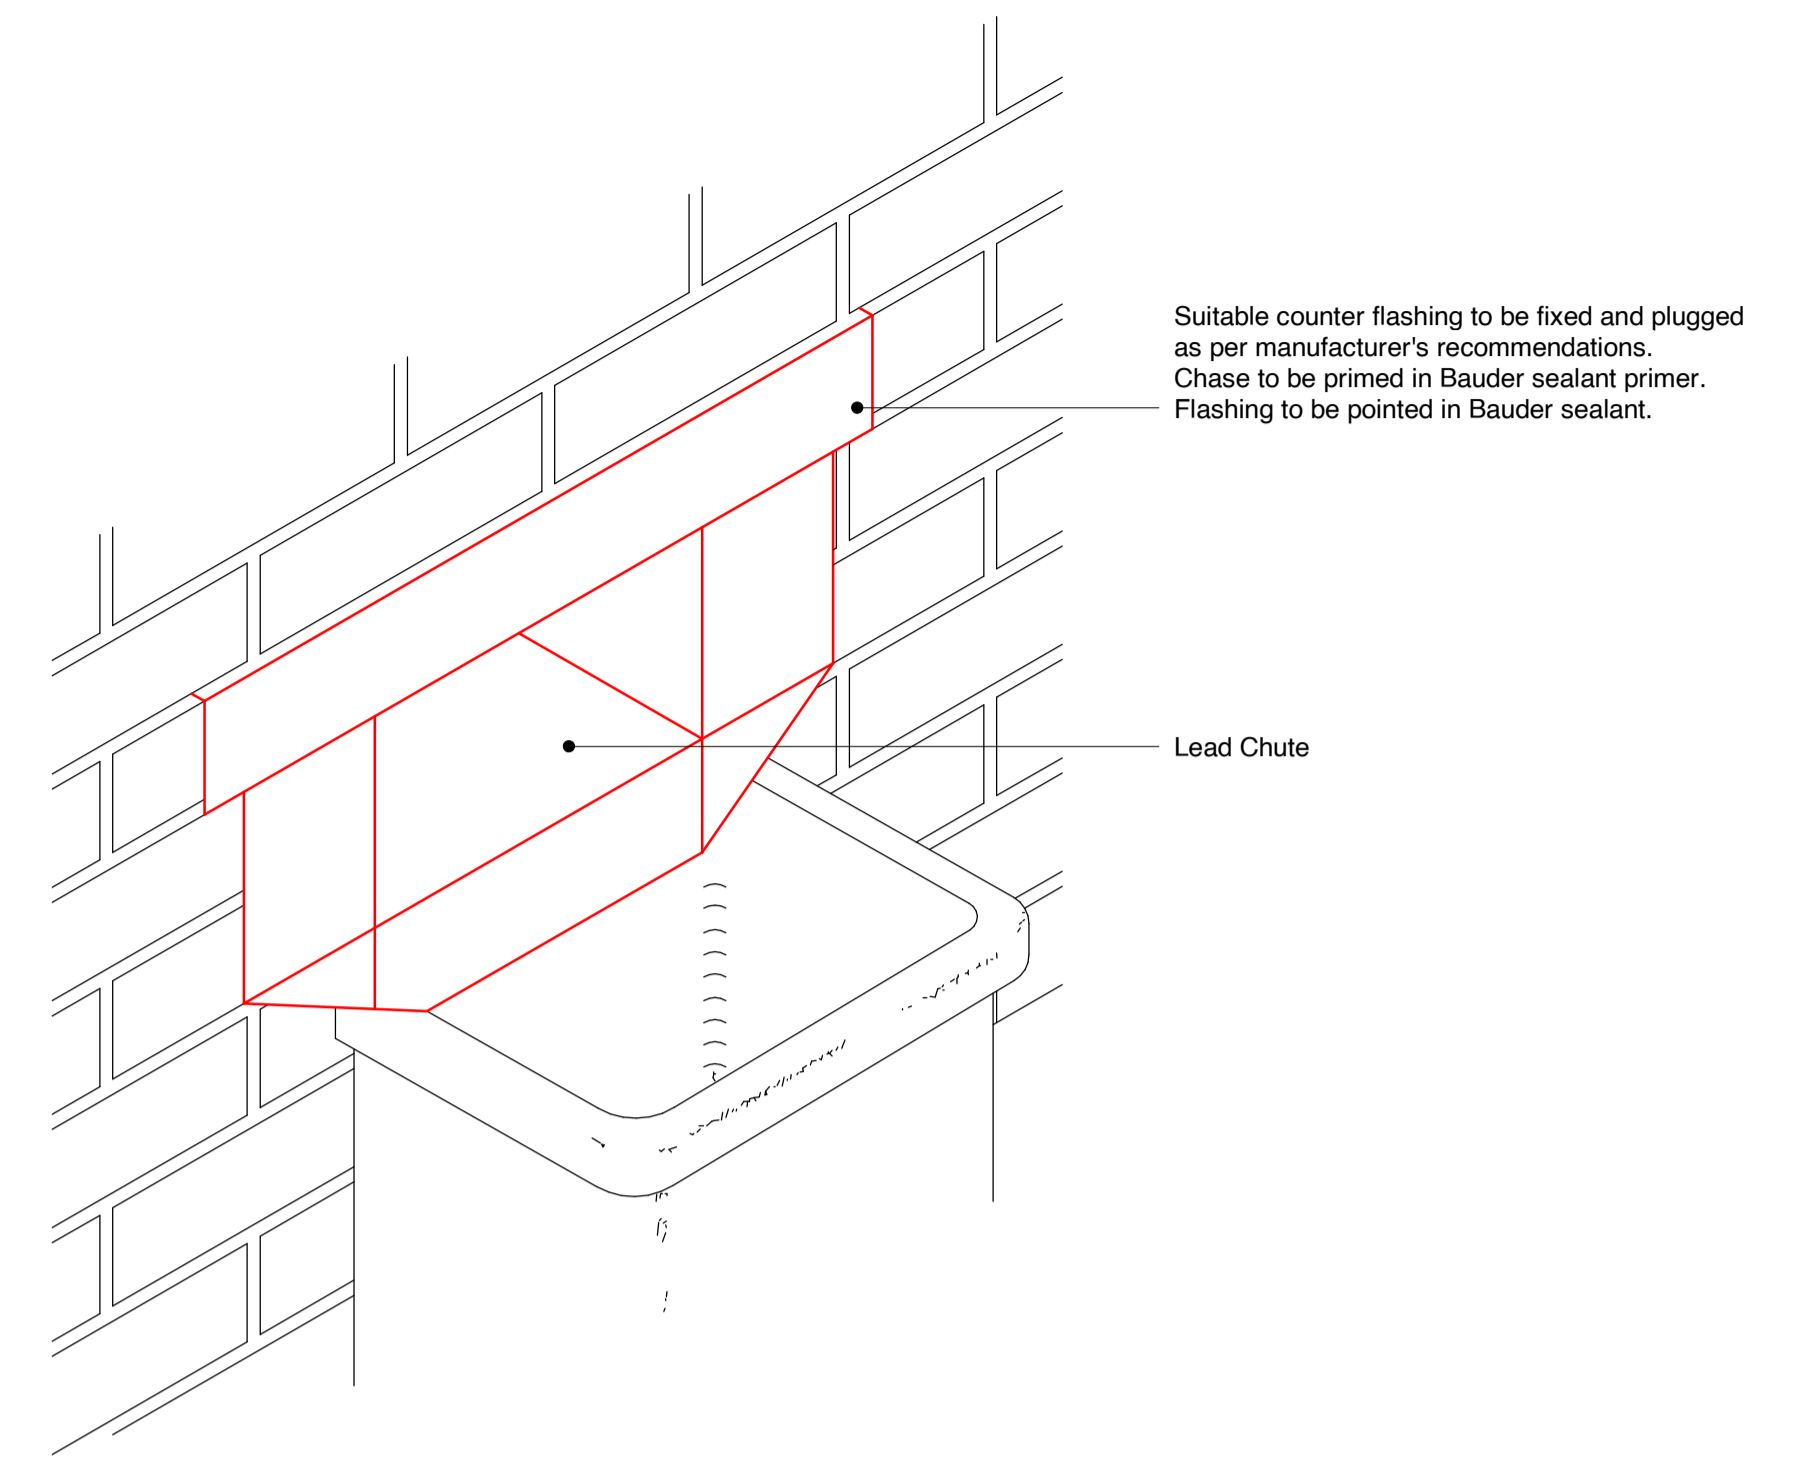 Suitable counter flashing to be fixed and plugged
as per manufacturer's recommendations.
Chase to be primed in Bauder sealant primer.
Flashing to be pointed in Bauder sealant.
Lead Chute